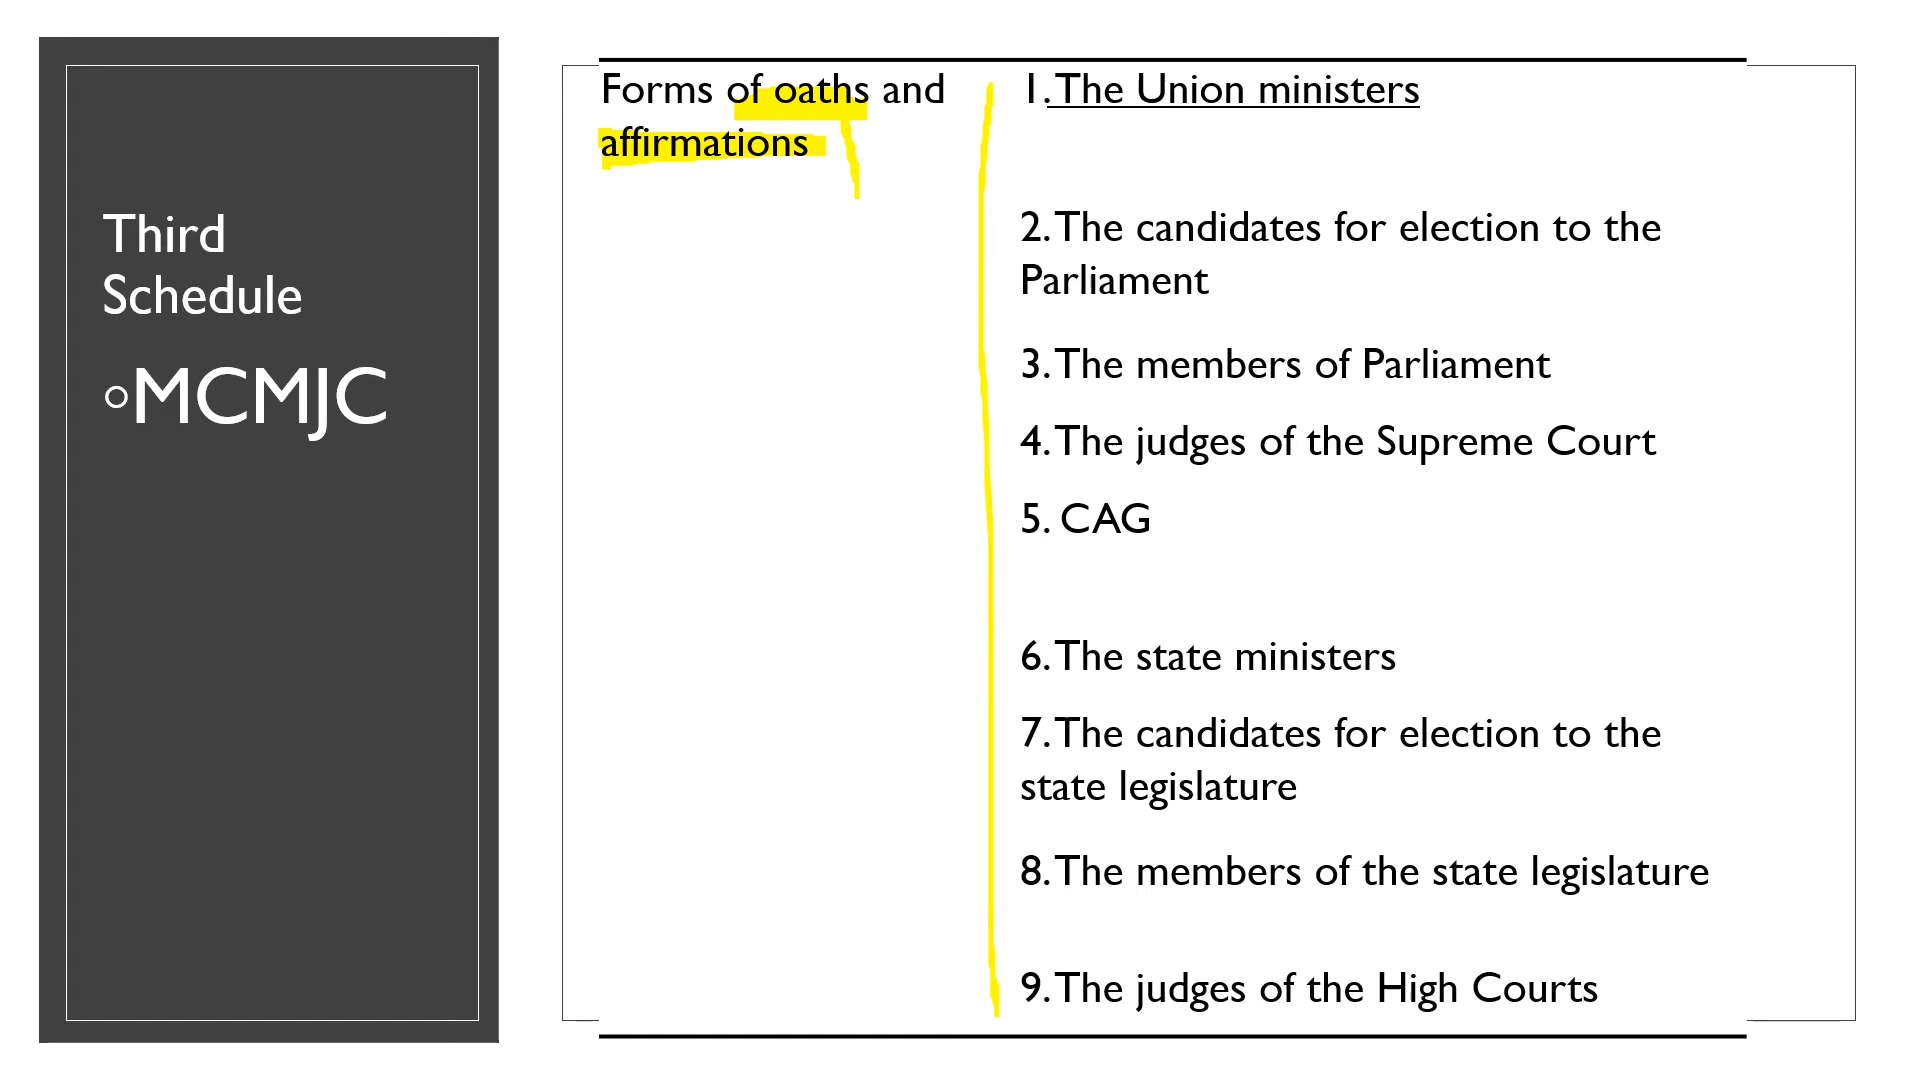 Third
Schedule
○MCMJC
Forms of oaths and
affirmations
1. The Union ministers
2. The candidates for election to the
Parliament
3. The members of Parliament
4. The judges of the Supreme Court
5. CAG
6. The state ministers
7. The candidates for election to the
state legislature
8. The members of the state legislature
9. The judges of the High Courts